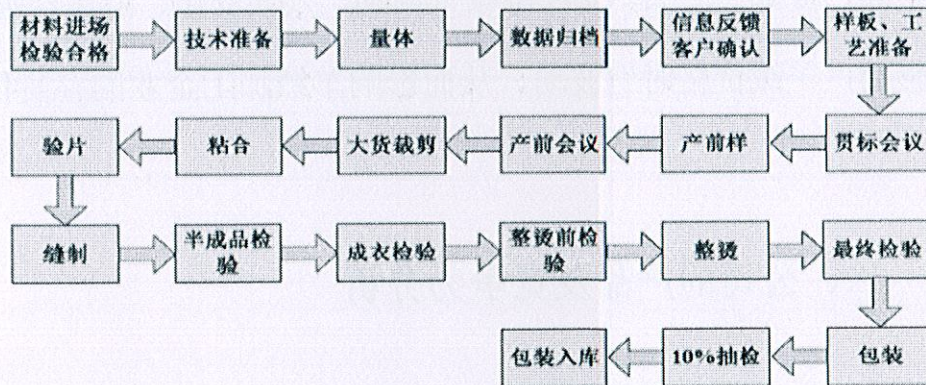 材料进场
检验合格
技术准备
量体
数据归档
信息反馈
客户确认
样板、工
艺准备
贯标会议
产前样
产前会议
大货裁剪
粘合
验片
缝制
半成品检
验
成衣检验
整烫前检
验
整烫
最终检验
包装
10%抽检
包装入库